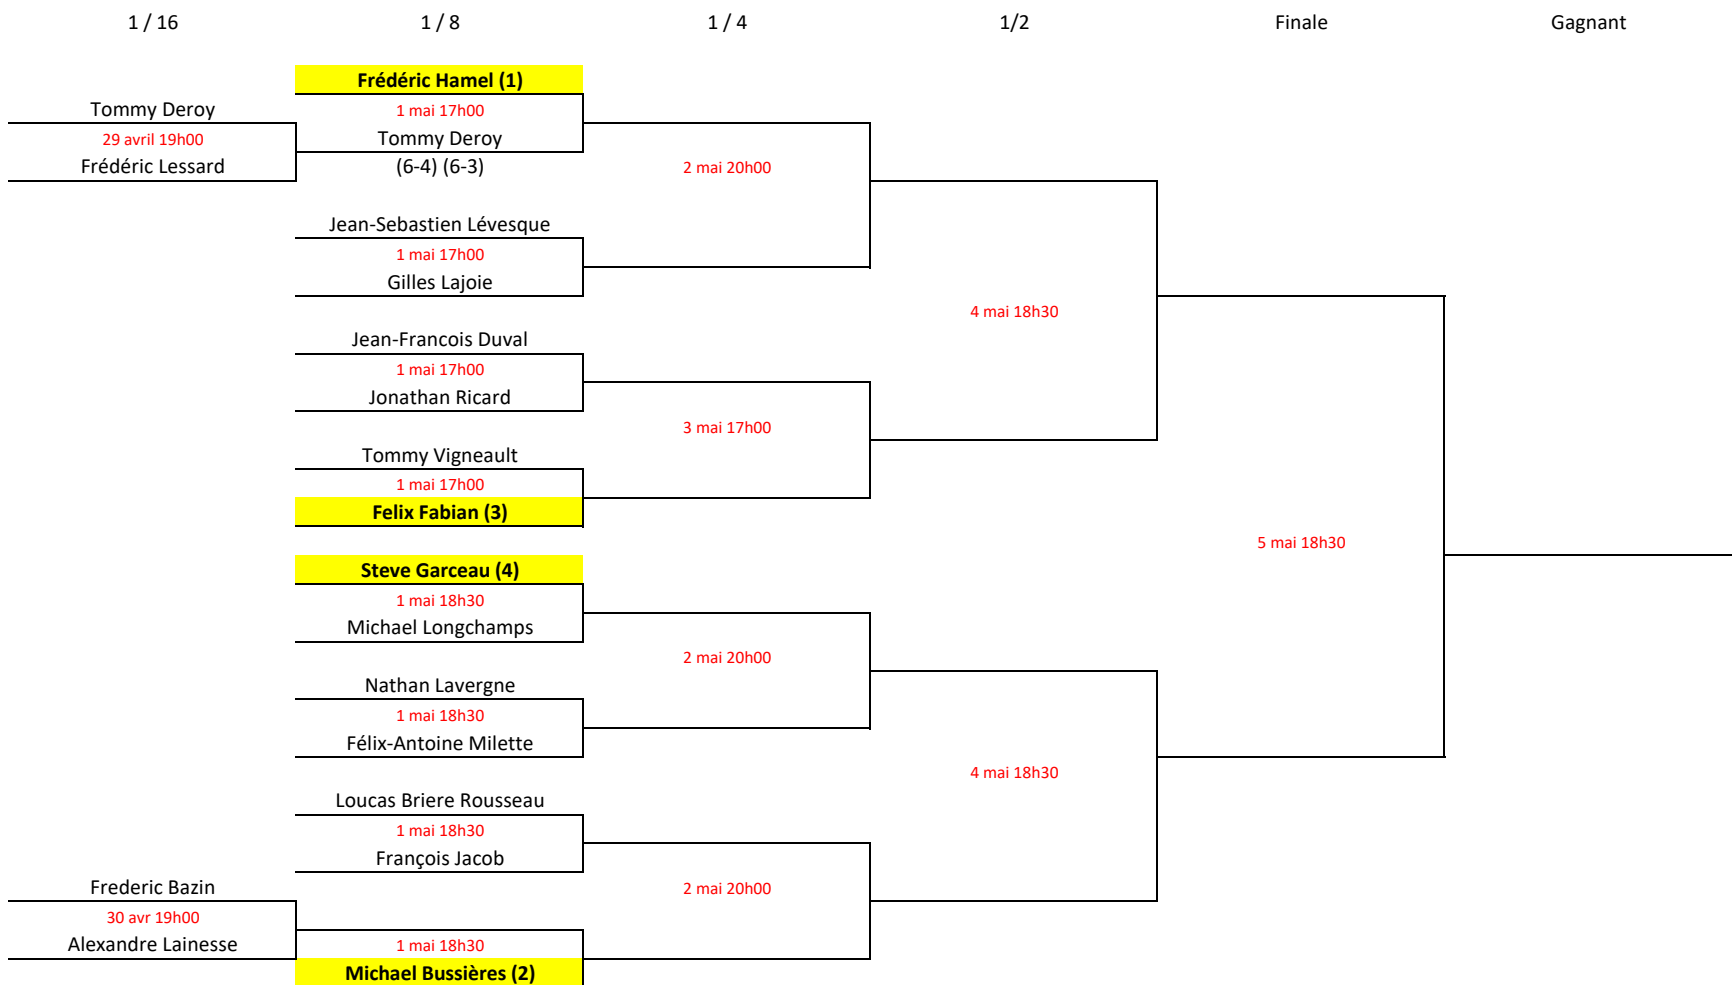 1 / 16
1 / 8
1 / 4
1/2
Finale
Gagnant
Frédéric Hamel (1)
Tommy Deroy
1 mai 17h00
29 avril 19h00
Tommy Deroy
Frédéric Lessard
(6-4) (6-3)
2 mai 20h00
Jean-Sebastien Lévesque
1 mai 17h00
Gilles Lajoie
4 mai 18h30
Jean-Francois Duval
1 mai 17h00
Jonathan Ricard
3 mai 17h00
Tommy Vigneault
1 mai 17h00
Felix Fabian (3)
5 mai 18h30
Steve Garceau (4)
1 mai 18h30
Michael Longchamps
2 mai 20h00
Nathan Lavergne
1 mai 18h30
Félix-Antoine Milette
4 mai 18h30
Loucas Briere Rousseau
1 mai 18h30
François Jacob
Frederic Bazin
2 mai 20h00
30 avr 19h00
Alexandre Lainesse
1 mai 18h30
Michael Bussières (2)